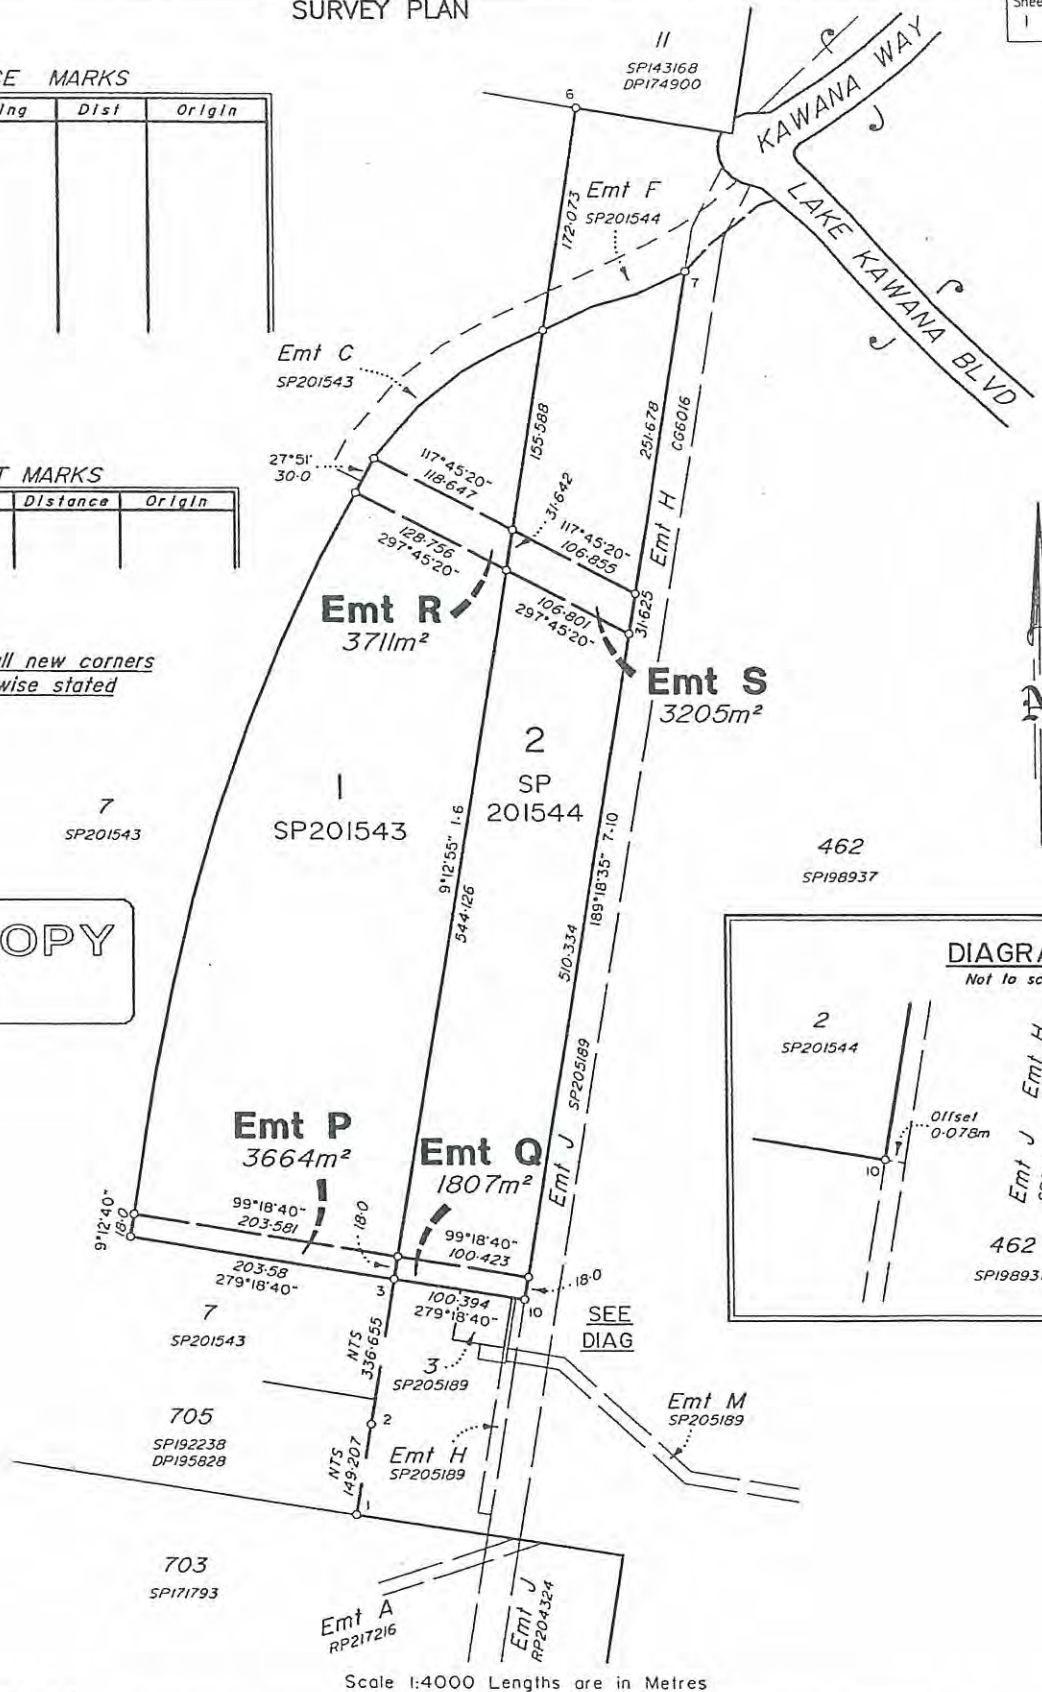 SURVEY PLAN
Shee
1
CE MARKS
ing Dist Origin
11
SP143168
DP174900
KAWANA WAY
LAKE KAWANA BLVD
6
172·073
Emt F
SP201544
7
Emt C
SP201543
T MARKS
Distance Origin
27°51'
30·0
117°45'20"
118·647
155·588
31·642
251·678
CG6016
Emt H
117°45'20"
106·855
128·756
297°45'20"
106·801
297°45'20"
31·625
Emt R
3711m²
Emt S
3205m²
all new corners
wise stated
1
SP201543
2
SP
201544
7
SP201543
9°12'55" 1-6
544·126
189°18'35" 7-10
510·334
462
SP198937
OPY
DIAGRA
Not to sc
2
SP201544
Emt H
Emt J
Offset
0·078m
10
462
SP19893
Emt J SP205189
Emt P
3664m²
Emt Q
1807m²
9°12'40"
18·0
99°18'40"
203·581
18·0
99°18'40"
100·423
203·58
279°18'40"
3
100·394
279°18'40"
18·0
10
SEE
DIAG
7
SP201543
NTS
336·655
3
SP205189
Emt M
SP205189
705
SP192238
DP195828
2
NTS
149·207
Emt H
SP205189
1
703
SP171793
Emt A
RP217216
Emt J
RP204324
Scale 1:4000 Lengths are in Metres